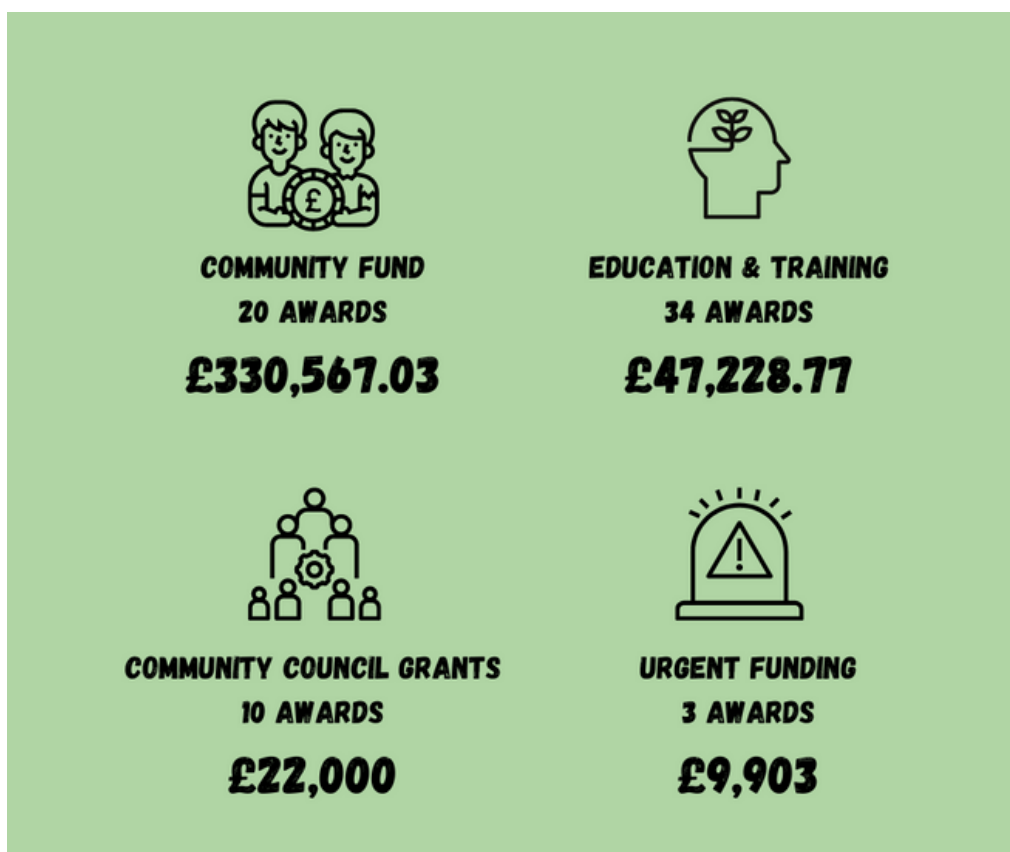 £
COMMUNITY FUND
20 AWARDS
£330,567.03
EDUCATION & TRAINING
34 AWARDS
£47,228.77
COMMUNITY COUNCIL GRANTS
10 AWARDS
£22,000
!
URGENT FUNDING
3 AWARDS
£9,903